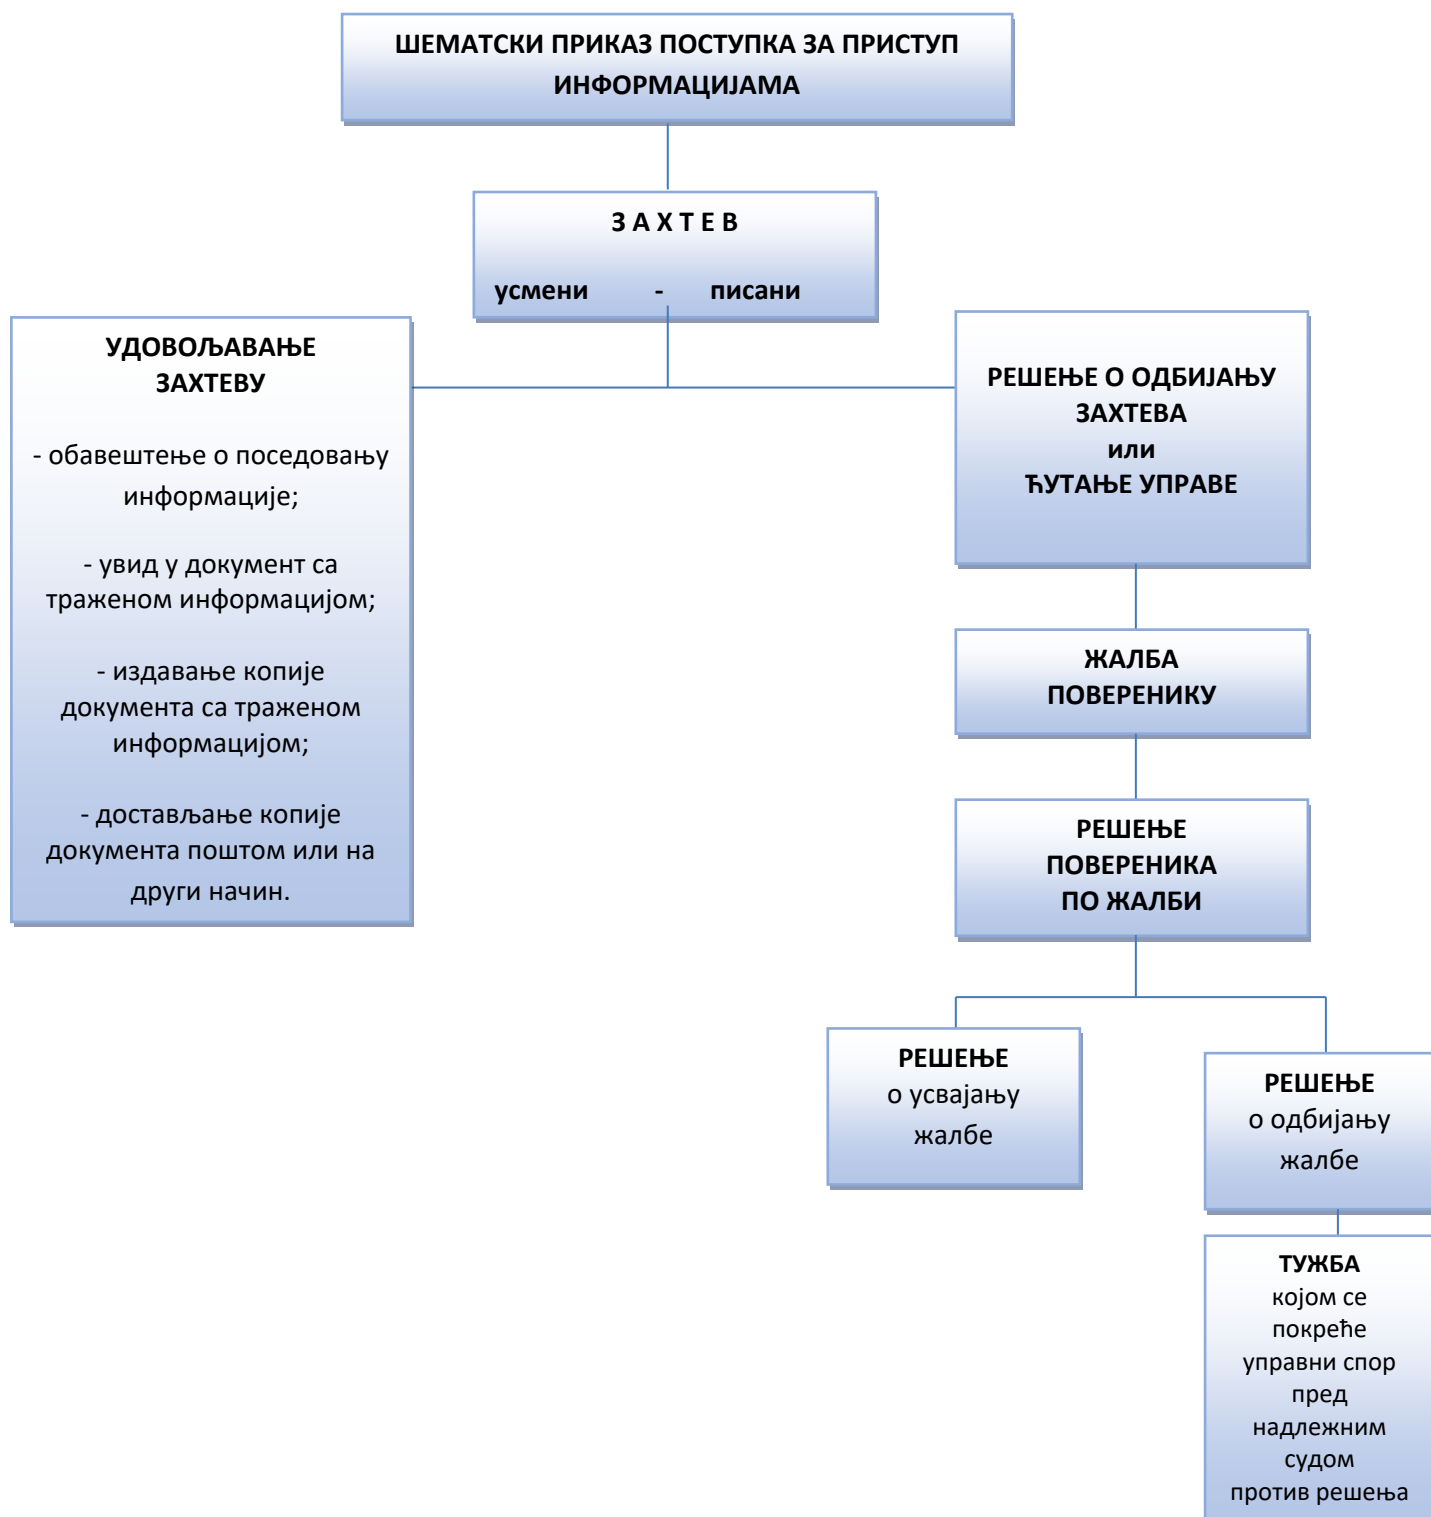 ШЕМАТСКИ ПРИКАЗ ПОСТУПКА ЗА ПРИСТУП
ИНФОРМАЦИЈАМА
З А Х Т Е В
усмени - писани
УДОВОЉАВАЊЕ
ЗАХТЕВУ
- обавештење о поседовању
информације;
- увид у документ са
траженом информацијом;
- издавање копије
документа са траженом
информацијом;
- достављање копије
документа поштом или на
други начин.
РЕШЕЊЕ О ОДБИЈАЊУ
ЗАХТЕВА
или
ЋУТАЊЕ УПРАВЕ
ЖАЛБА
ПОВЕРЕНИКУ
РЕШЕЊЕ
ПОВЕРЕНИКА
ПО ЖАЛБИ
РЕШЕЊЕ
о усвајању
жалбе
РЕШЕЊЕ
о одбијању
жалбе
ТУЖБА
којом се
покреће
управни спор
пред
надлежним
судом
против решења